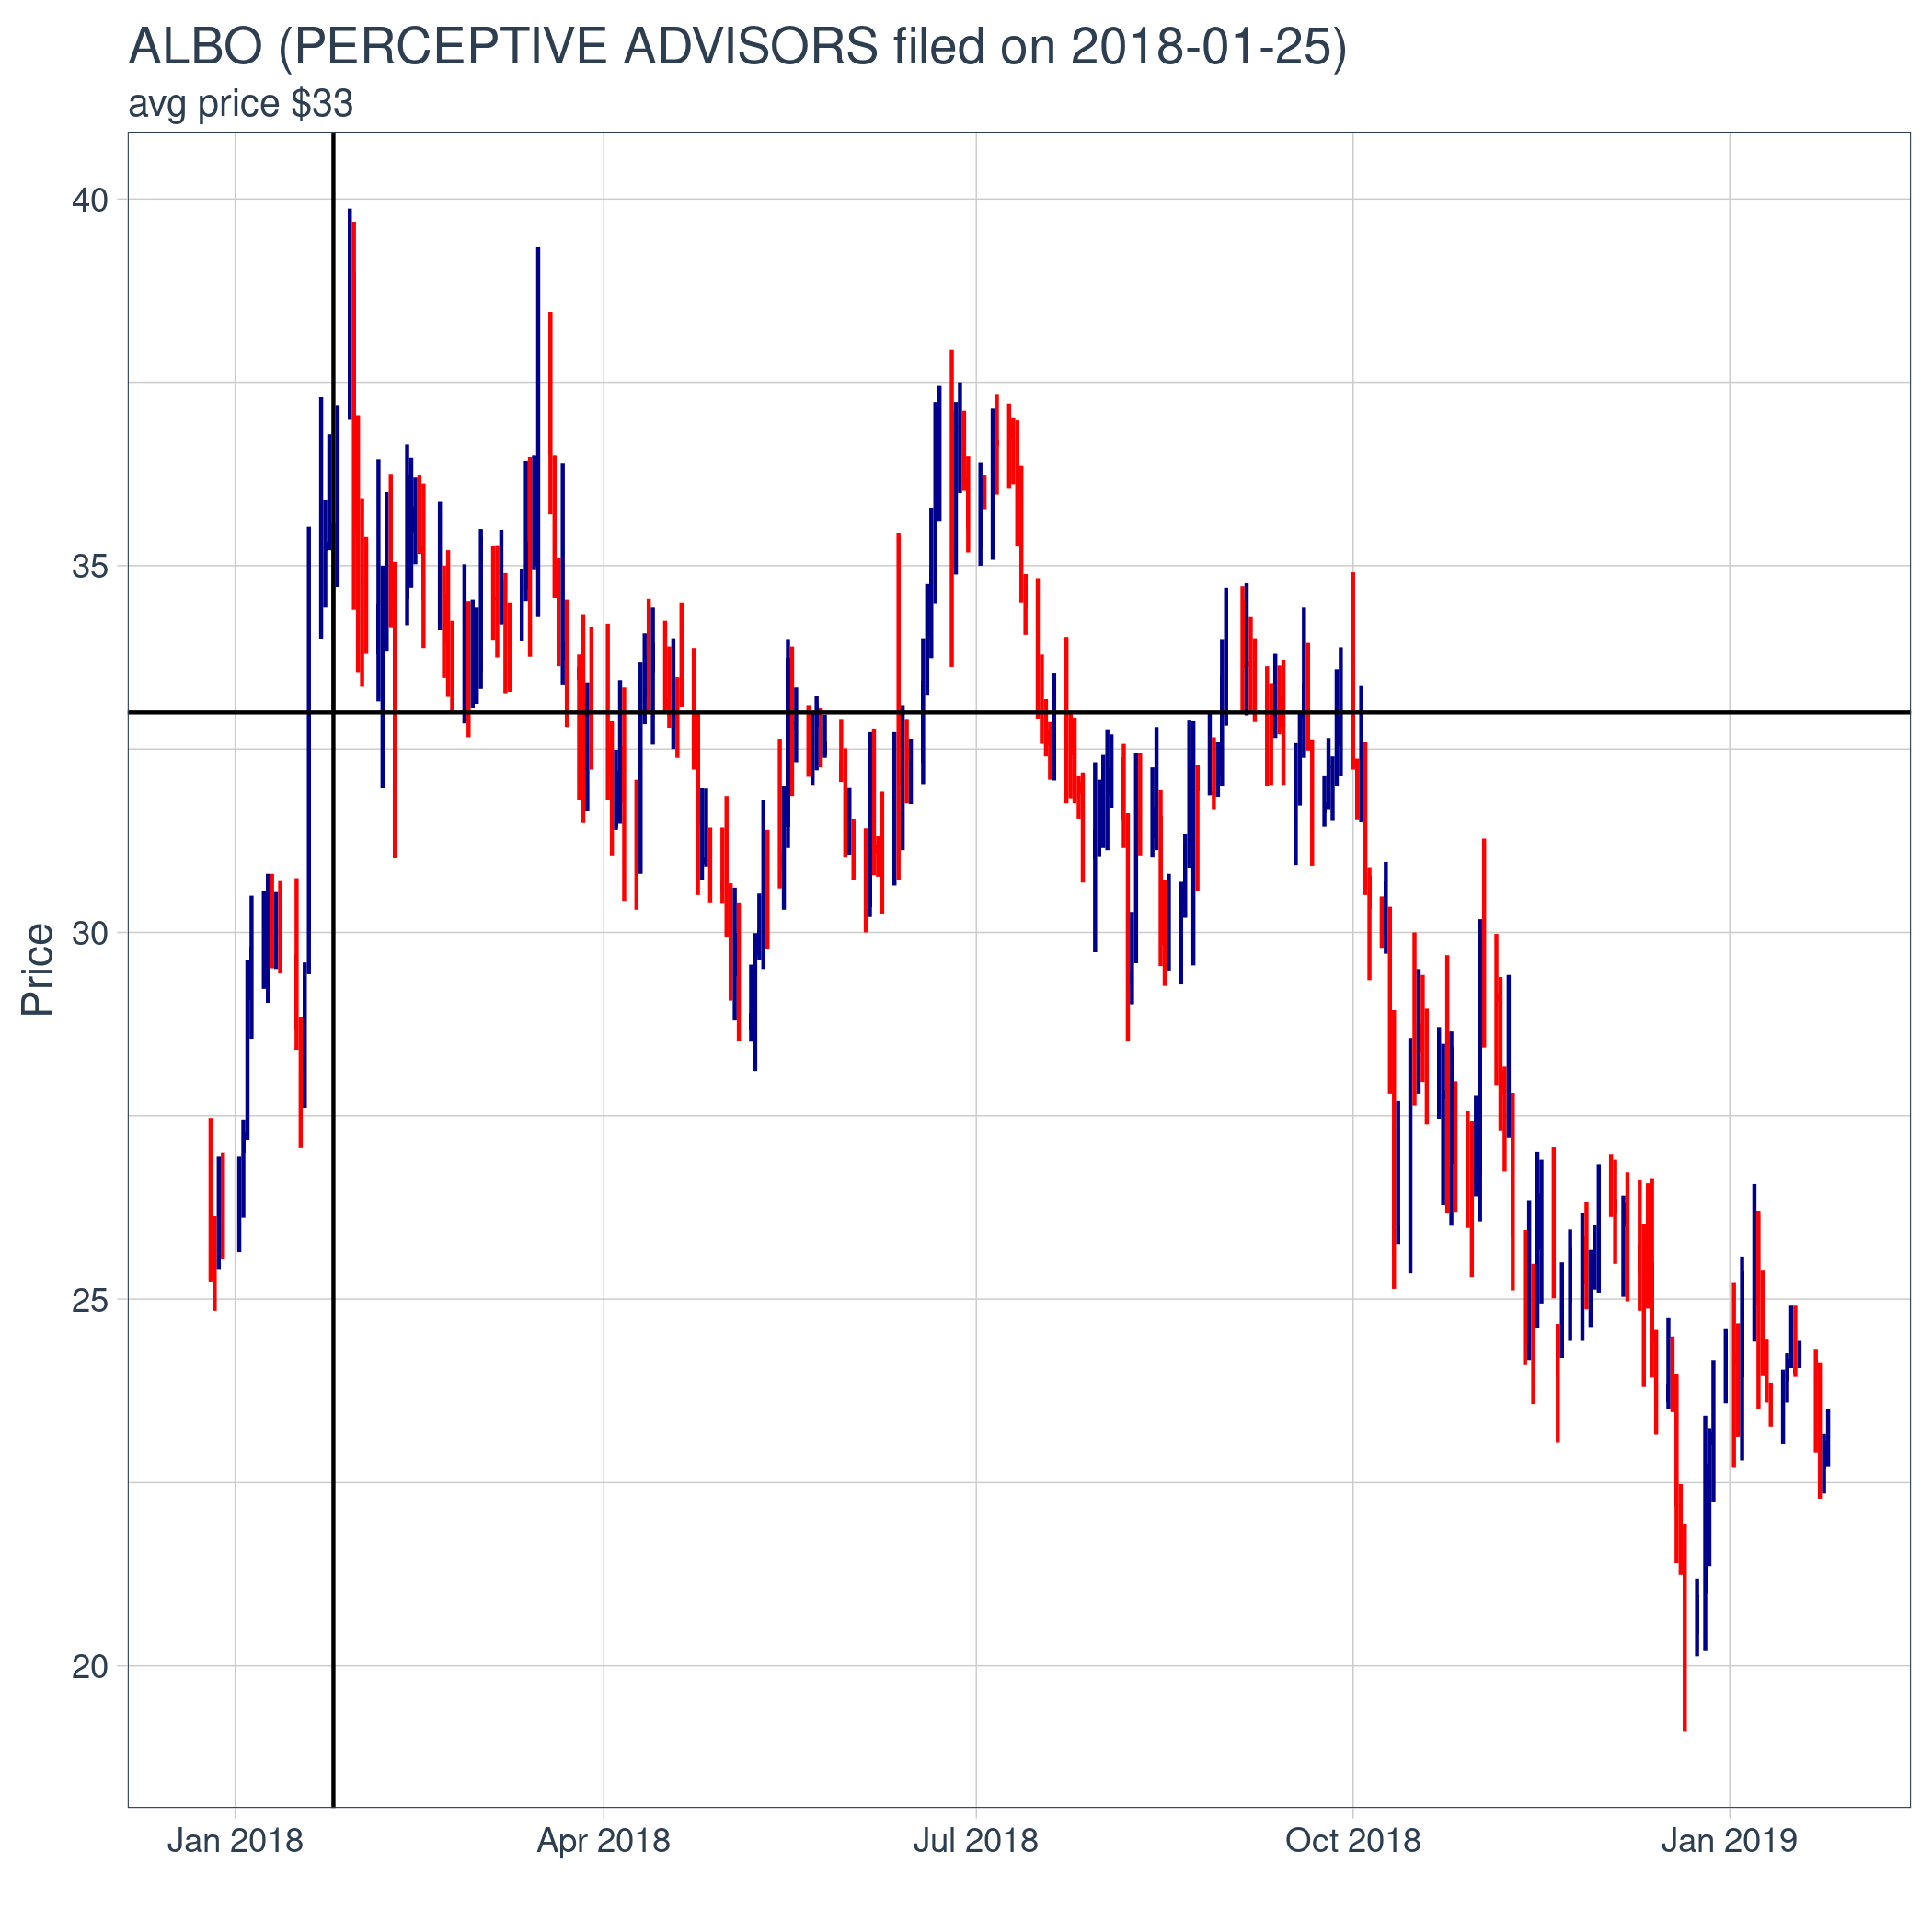 ALBO (PERCEPTIVE ADVISORS filed on 2018-01-25)
avg price $33
Price
40
35
30
25
20
Jan 2018 Apr 2018 Jul 2018 Oct 2018 Jan 2019